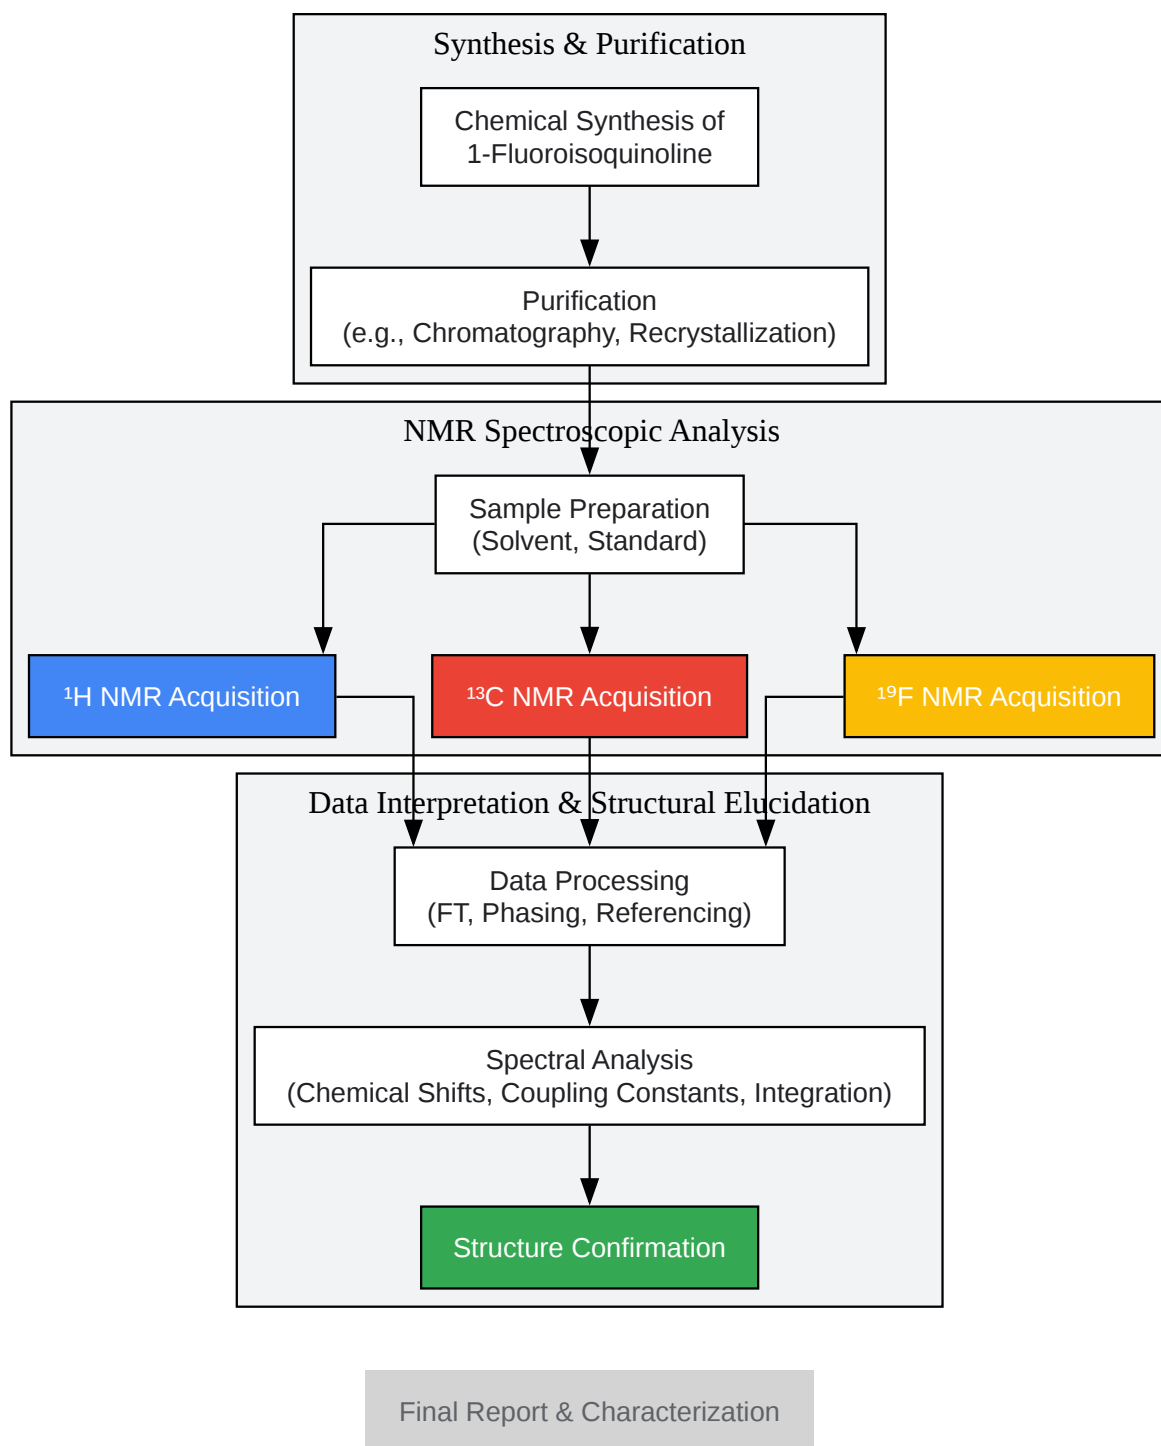 Synthesis & Purification
Chemical Synthesis of
1-Fluoroisoquinoline
Purification
(e.g., Chromatography, Recrystallization)
NMR Spectroscopic Analysis
Sample Preparation
(Solvent, Standard)
¹H NMR Acquisition
¹³C NMR Acquisition
¹⁹F NMR Acquisition
Data Interpretation & Structural Elucidation
Data Processing
(FT, Phasing, Referencing)
Spectral Analysis
(Chemical Shifts, Coupling Constants, Integration)
Structure Confirmation
Final Report & Characterization